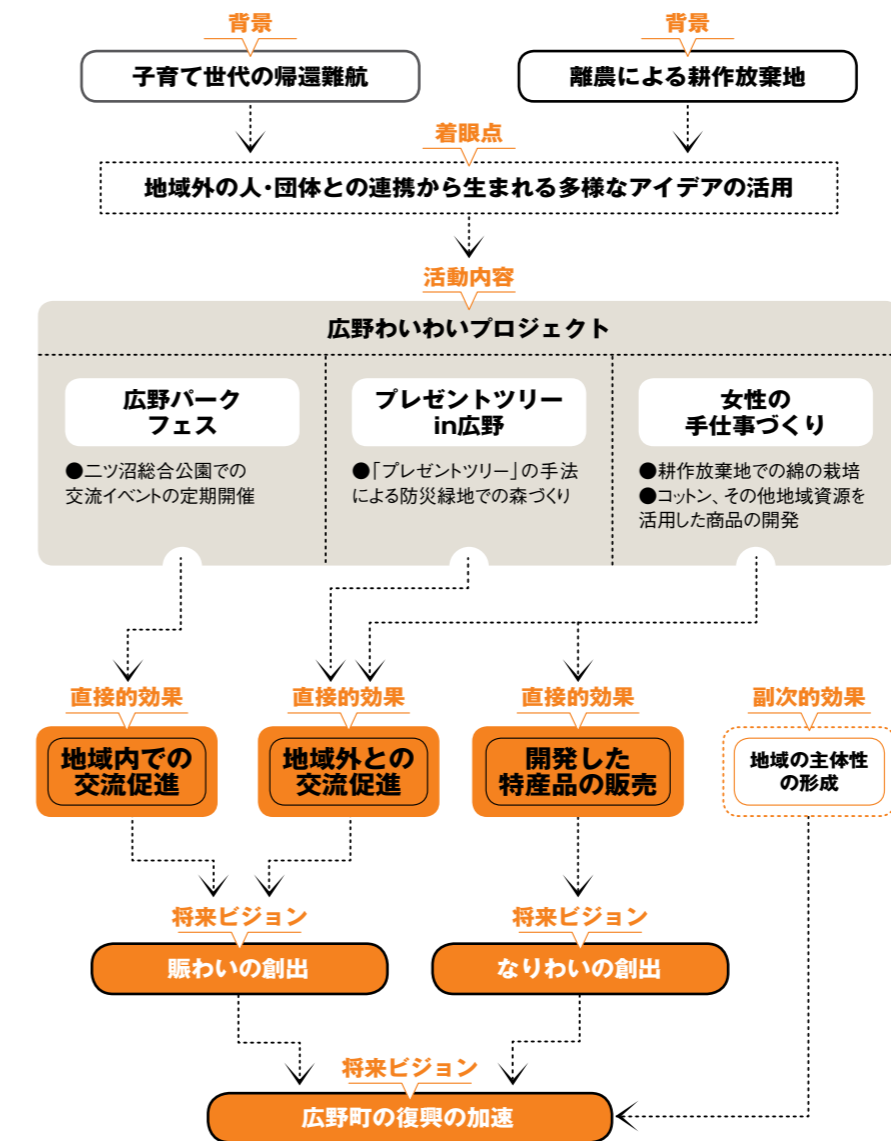 背景
背景
子育て世代の帰還難航
離農による耕作放棄地
着眼点
地域外の人・団体との連携から生まれる多様なアイデアの活用
活動内容
広野わいわいプロジェクト
広野パーク
フェス
●二ツ沼総合公園での
交流イベントの定期開催
プレゼントツリー
in広野
●「プレゼントツリー」の手法
による防災緑地での森づくり
女性の
手仕事づくり
●耕作放棄地での綿の栽培
●コットン、その他地域資源を
活用した商品の開発
直接的効果
地域内での
交流促進
直接的効果
地域外との
交流促進
直接的効果
開発した
特産品の販売
副次的効果
地域の主体性
の形成
将来ビジョン
賑わいの創出
将来ビジョン
なりわいの創出
将来ビジョン
広野町の復興の加速